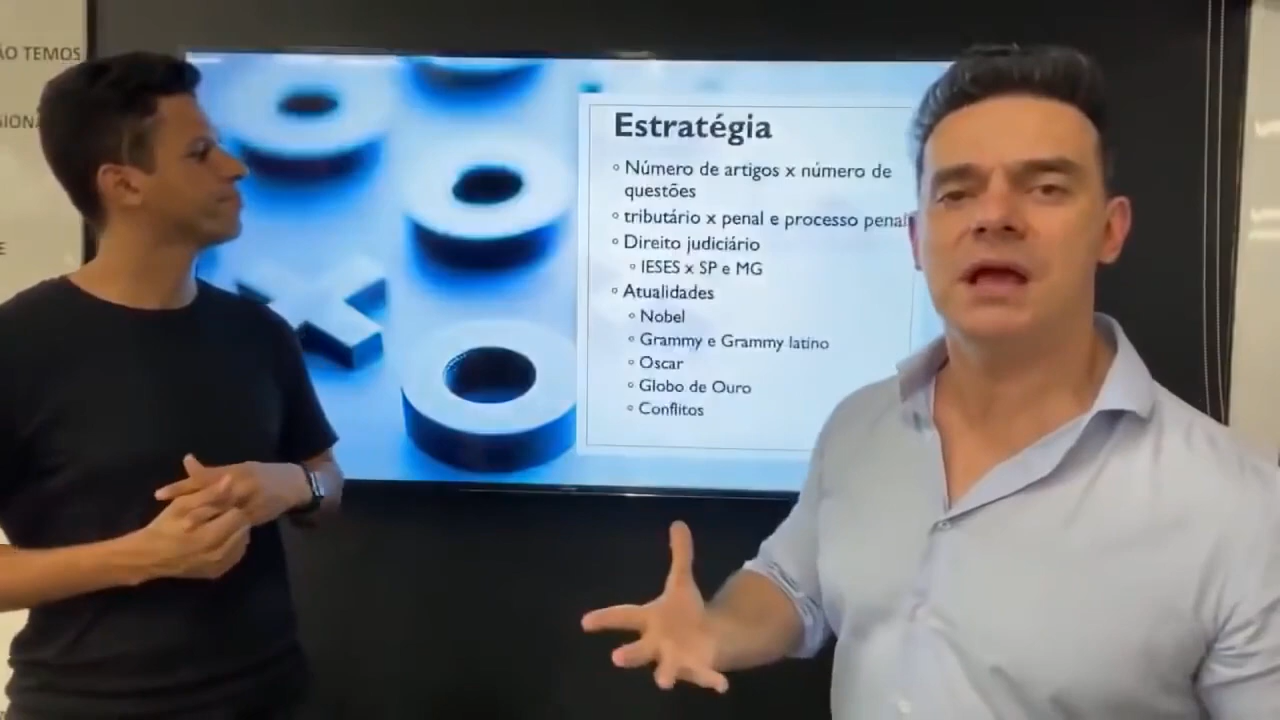 ÃO TEMOS
Estratégia
Número de artigos x número de
questões
tributário x penal e processo penal
Direito judiciário
IESES x SP e MG
Atualidades
Nobel
Grammy e Grammy latino
Oscar
Globo de Ouro
Conflitos